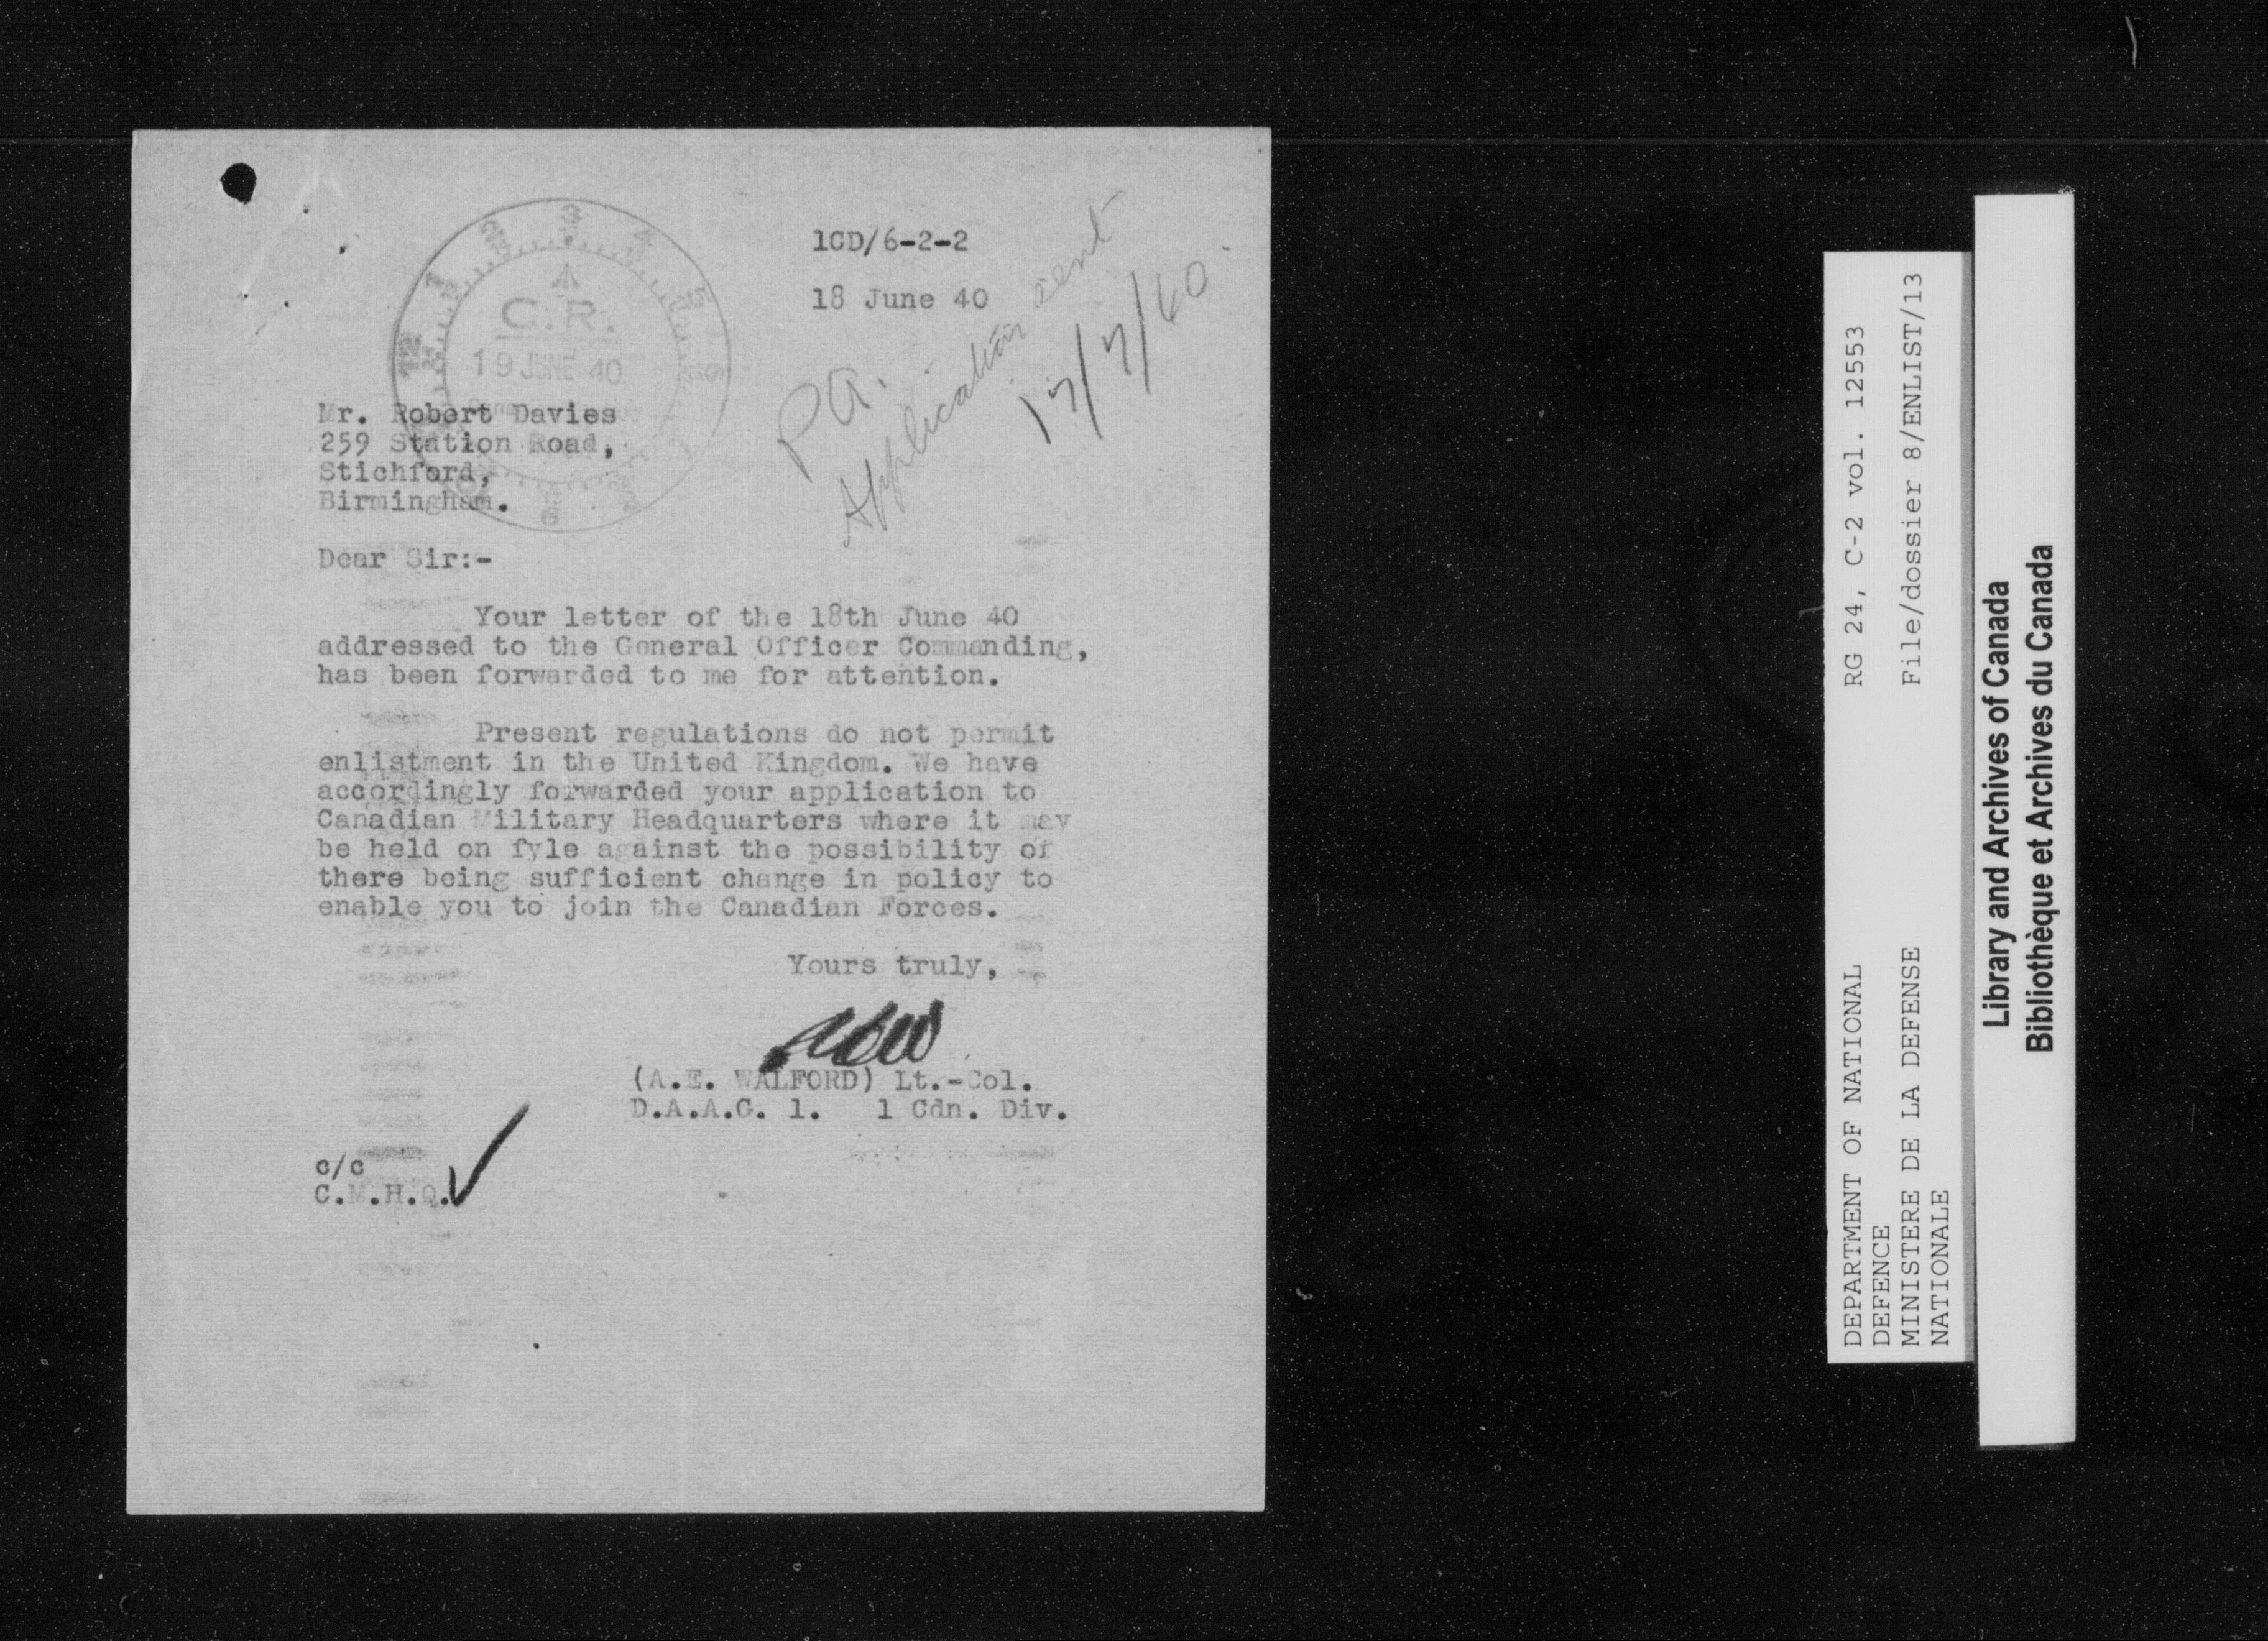 1CD/6-2-2
18 June 40
C.R.
19 JUNE 40
P.A.
Application sent
17/7/40
Mr. Robert Davies
259 Station Road,
Stichford,
Birmingham.
Dear Sir:-
Your letter of the 18th June 40
addressed to the General Officer Commanding,
has been forwarded to me for attention.
Present regulations do not permit
enlistment in the United Kingdom. We have
accordingly forwarded your application to
Canadian Military Headquarters where it may
be held on fyle against the possibility of
there being sufficient change in policy to
enable you to join the Canadian Forces.
Yours truly,
(A.E. WALFORD) Lt.-Col.
D.A.A.G. 1. 1 Cdn. Div.
c/c
C.M.H.Q.
DEPARTMENT OF NATIONAL
DEFENCE
MINISTERE DE LA DEFENSE
NATIONALE
RG 24, C-2 vol. 12553
File/dossier 8/ENLIST/13
Library and Archives of Canada
Bibliothèque et Archives du Canada